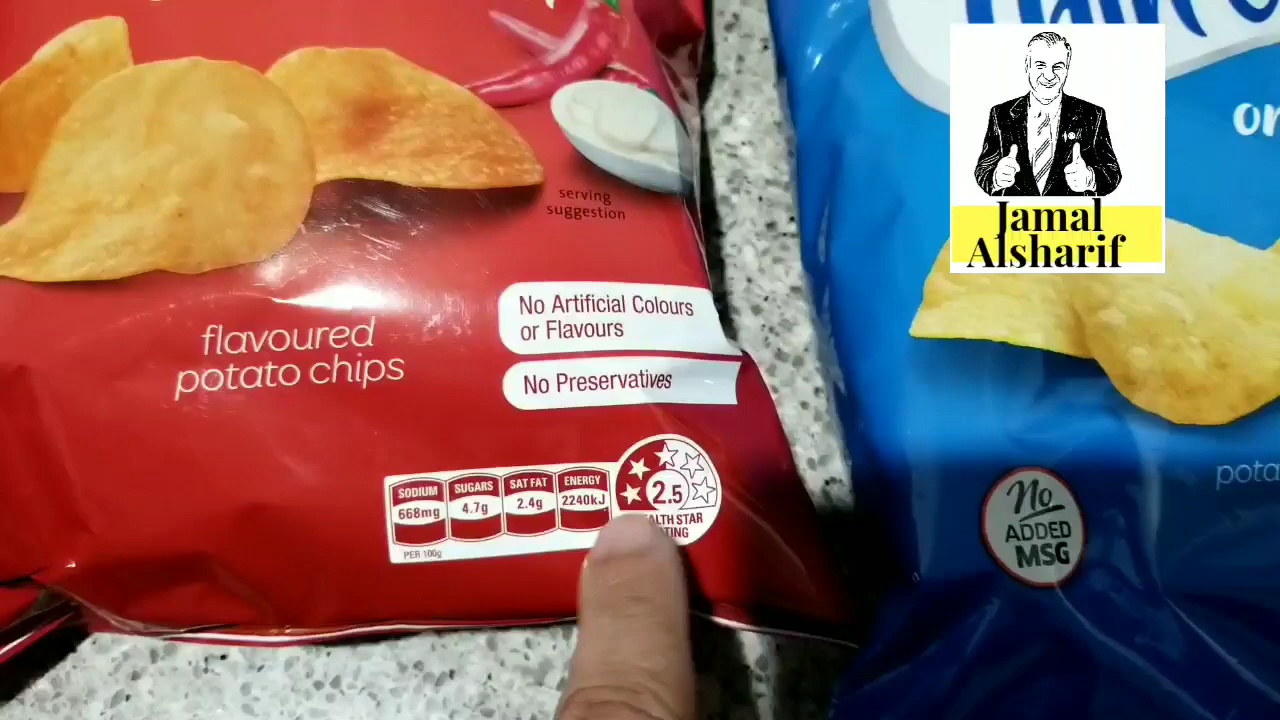 serving
suggestion
No Artificial Colours
or Flavours
flavoured
potato chips
No Preservatives
SODIUM
668mg
SUGARS
4.7g
SAT FAT
2.4g
ENERGY
2240kJ
PER 100g
2.5
Jamal
Alsharif
No
ADDED
MSG